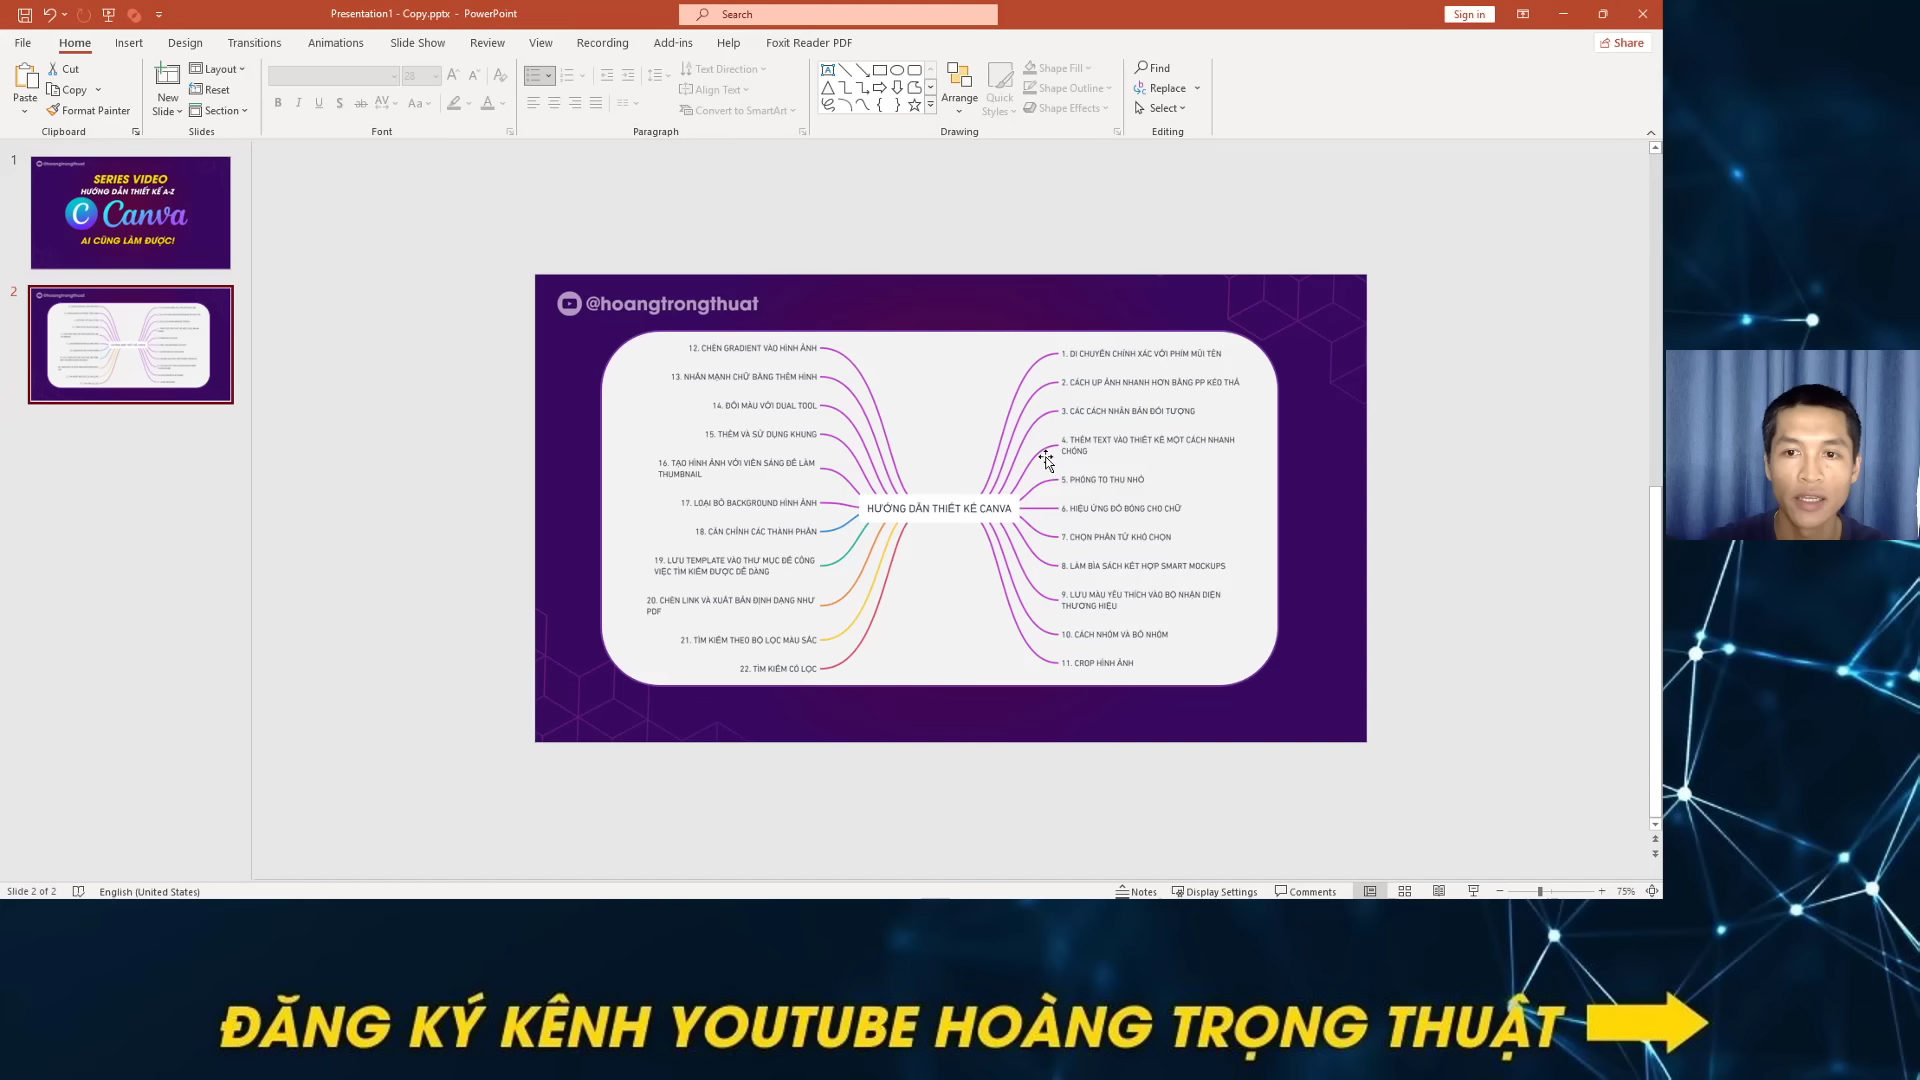 Presentation1 - Copy.pptx - PowerPoint
Search
Sign in
File Home Insert Design Transitions Animations Slide Show Review View Recording Add-ins Help Foxit Reader PDF
Share
Paste
Cut
Copy
Format Painter
Clipboard
New Slide
Layout
Reset
Section
Slides
28
Font
Text Direction
Align Text
Convert to SmartArt
Paragraph
Arrange
Quick Styles
Shape Fill
Shape Outline
Shape Effects
Drawing
Find
Replace
Select
Editing
1
@hoangtrongthuat
SERIES VIDEO
HƯỚNG DẪN THIẾT KẾ A-Z
Canva
AI CŨNG LÀM ĐƯỢC!
2
@hoangtrongthuat
12. CHÈN GRADIENT VÀO HÌNH ẢNH
13. NHẤN MẠNH CHỮ BẰNG THÊM HÌNH
14. ĐỔI MÀU VỚI DUAL TOOL
15. THÊM VÀ SỬ DỤNG KHUNG
16. TẠO HÌNH ẢNH VỚI VIỀN SÁNG ĐỂ LÀM
THUMBNAIL
17. LOẠI BỎ BACKGROUND HÌNH ẢNH
18. CĂN CHỈNH CÁC THÀNH PHẦN
19. LƯU TEMPLATE VÀO THƯ MỤC ĐỂ CÔNG
VIỆC TÌM KIẾM ĐƯỢC DỄ DÀNG
20. CHÈN LINK VÀ XUẤT BẢN ĐỊNH DẠNG NHƯ
PDF
21. TÌM KIẾM THEO BỘ LỌC MÀU SẮC
22. TÌM KIẾM CÓ LỌC
HƯỚNG DẪN THIẾT KẾ CANVA
1. DI CHUYỂN CHÍNH XÁC VỚI PHÍM MŨI TÊN
2. CÁCH UP ẢNH NHANH HƠN BẰNG PP KÉO THẢ
3. CÁC CÁCH NHÂN BẢN ĐỐI TƯỢNG
4. THÊM TEXT VÀO THIẾT KẾ MỘT CÁCH NHANH
CHÓNG
5. PHÓNG TO THU NHỎ
6. HIỆU ỨNG ĐỔ BÓNG CHO CHỮ
7. CHỌN PHẦN TỬ KHÓ CHỌN
8. LÀM BÌA SÁCH KẾT HỢP SMART MOCKUPS
9. LƯU MÀU YÊU THÍCH VÀO BỘ NHẬN DIỆN
THƯƠNG HIỆU
10. CÁCH NHÓM VÀ BỎ NHÓM
11. CROP HÌNH ẢNH
Slide 2 of 2
English (United States)
Notes
Display Settings
Comments
75%
ĐĂNG KÝ KÊNH YOUTUBE HOÀNG TRỌNG THUẬT